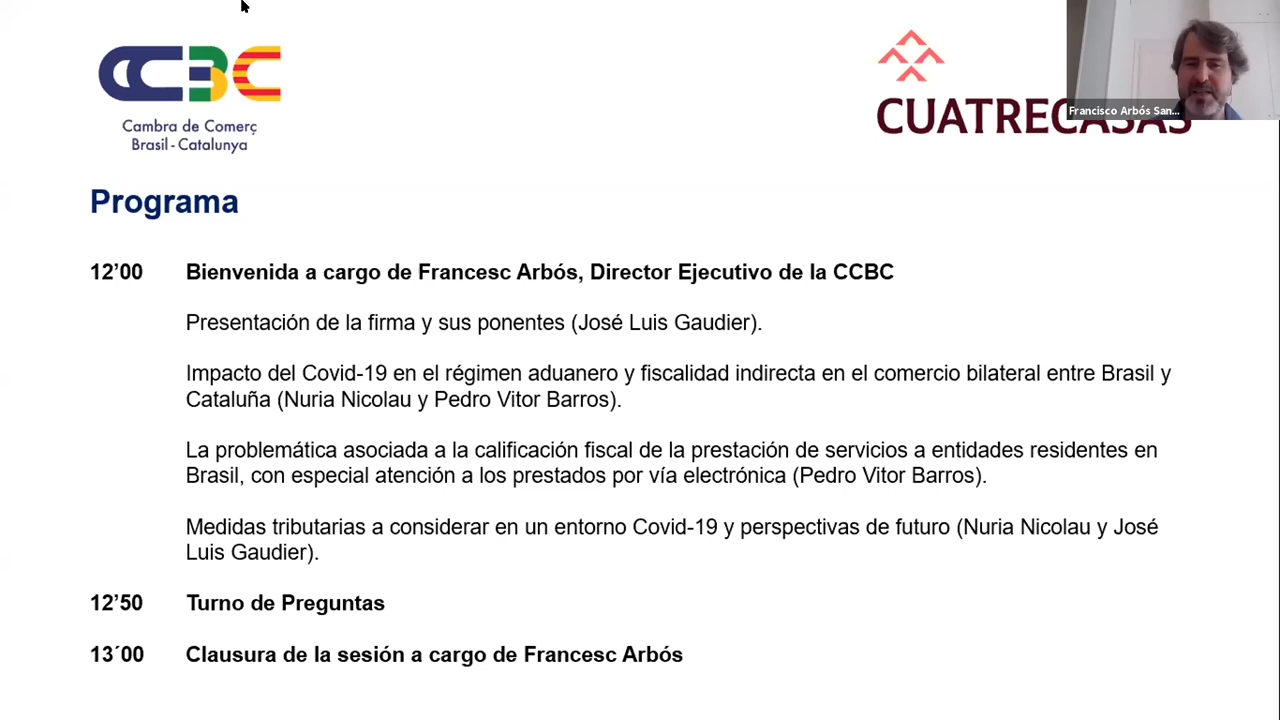 CCBC
Cambra de Comerç
Brasil - Catalunya
CUATRECASAS
Francisco Arbós San...
Programa
12’00 Bienvenida a cargo de Francesc Arbós, Director Ejecutivo de la CCBC
Presentación de la firma y sus ponentes (José Luis Gaudier).
Impacto del Covid-19 en el régimen aduanero y fiscalidad indirecta en el comercio bilateral entre Brasil y
Cataluña (Nuria Nicolau y Pedro Vitor Barros).
La problemática asociada a la calificación fiscal de la prestación de servicios a entidades residentes en
Brasil, con especial atención a los prestados por vía electrónica (Pedro Vitor Barros).
Medidas tributarias a considerar en un entorno Covid-19 y perspectivas de futuro (Nuria Nicolau y José
Luis Gaudier).
12’50 Turno de Preguntas
13´00 Clausura de la sesión a cargo de Francesc Arbós